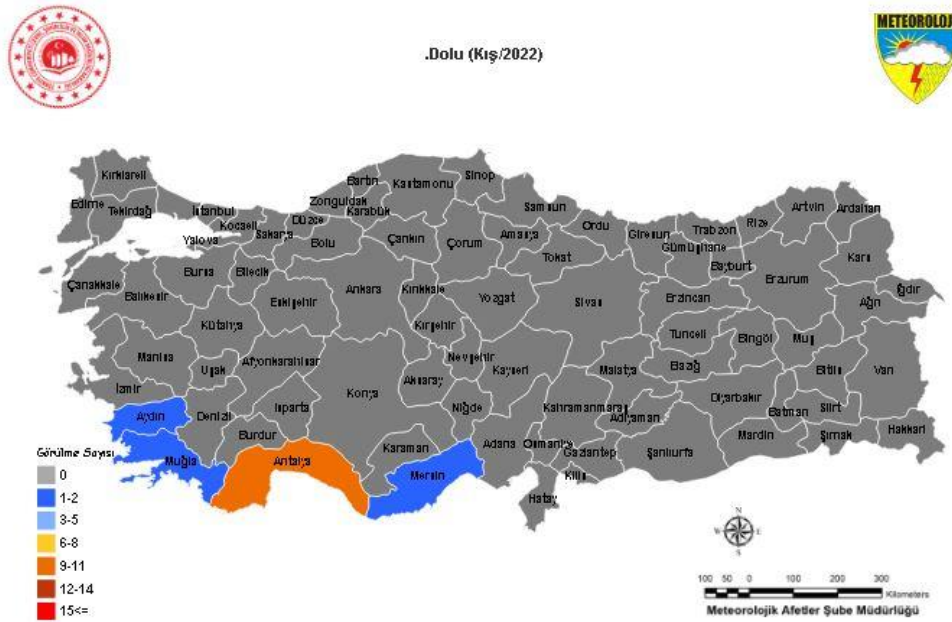 METEOROLOJİ
.Dolu (Kış/2022)
Kırklareli
Edirne
Tekirdağ
İstanbul
Kocaeli
Yalova
Sakarya
Düzce
Zonguldak
Bartın
Karabük
Kastamonu
Sinop
Samsun
Bolu
Çankırı
Çorum
Amasya
Ordu
Giresun
Trabzon
Rize
Artvin
Ardahan
Tokat
Gümüşhane
Bayburt
Kars
Çanakkale
Balıkesir
Bursa
Bilecik
Eskişehir
Ankara
Kırıkkale
Yozgat
Sivas
Erzincan
Erzurum
Ağrı
Iğdır
Kütahya
Kırşehir
Tunceli
Bingöl
Muş
Manisa
Uşak
Afyonkarahisar
Nevşehir
Kayseri
Malatya
Elazığ
Bitlis
Van
İzmir
Konya
Aksaray
Aydın
Denizli
Isparta
Niğde
Kahramanmaraş
Adıyaman
Diyarbakır
Batman
Siirt
Burdur
Karaman
Adana
Osmaniye
Gaziantep
Şanlıurfa
Mardin
Şırnak
Hakkari
Muğla
Antalya
Mersin
Kilis
Hatay
Görülme Sayısı
0
1-2
3-5
6-8
9-11
12-14
15<=
N
W E
S
100 50 0 100 200 300
Kilometers
Meteorolojik Afetler Şube Müdürlüğü